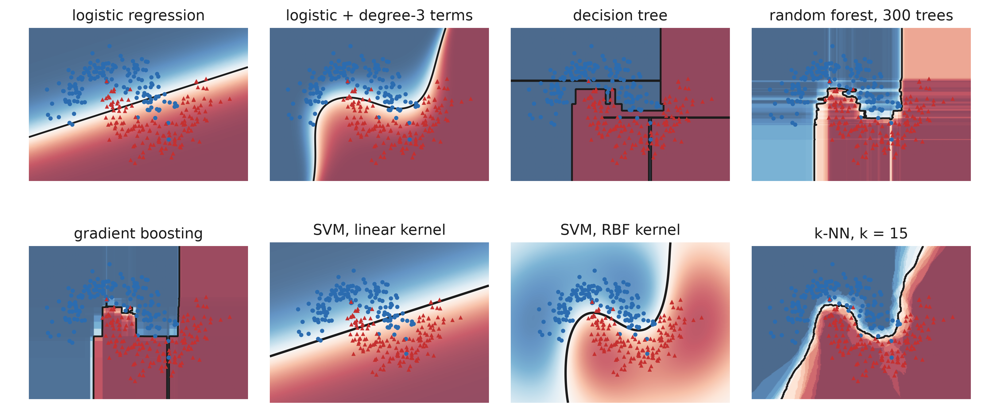 logistic regression
logistic + degree-3 terms
decision tree
random forest, 300 trees
gradient boosting
SVM, linear kernel
SVM, RBF kernel
k-NN, k = 15